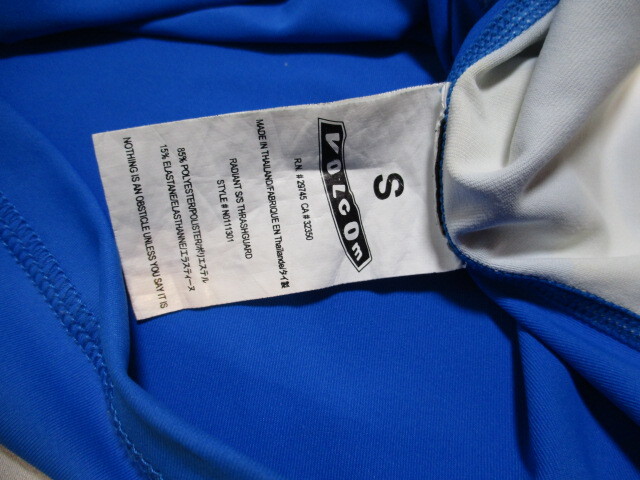 S
VOLCOM
R.N. # 29745 CA # 32350
MADE IN THAILAND/FABRIQUE EN Thaïlande/タイ製
RADIANT S/S THRASHGUARD
STYLE # N0111301
85% POLYESTER/POLIESTER/ポリエステル
15% ELASTANE/ELASTHANNE/エラスティーヌ
NOTHING IS AN OBSTICLE UNLESS YOU SAY IT IS